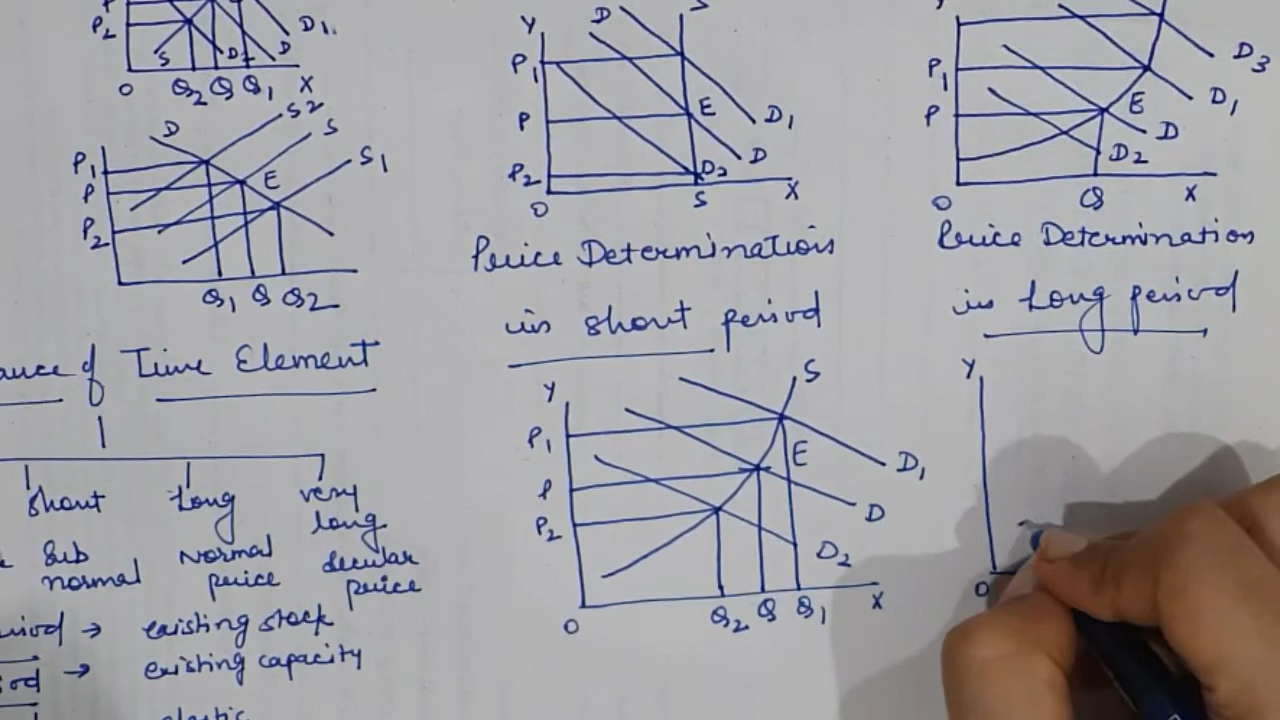 P
P2
S
D2
D
D1.
O
Q2
Q
Q1
X
D
S2
S
S1
P1
P
P2
E
Q1
Q
Q2
of Time Element
short
Long
very long
Sub normal
Normal price
Secular price
→ existing stock
→ existing capacity
elastic
Y
D
S
P1
P
P2
E
D1
D
D2
O
S
X
Price Determination
in short period
Y
S
P1
P
P2
E
D1
D
D2
O
Q2
Q
Q1
X
Y
P1
P
E
D3
D1
D
D2
O
Q
X
Price Determination
in Long period
Y
O